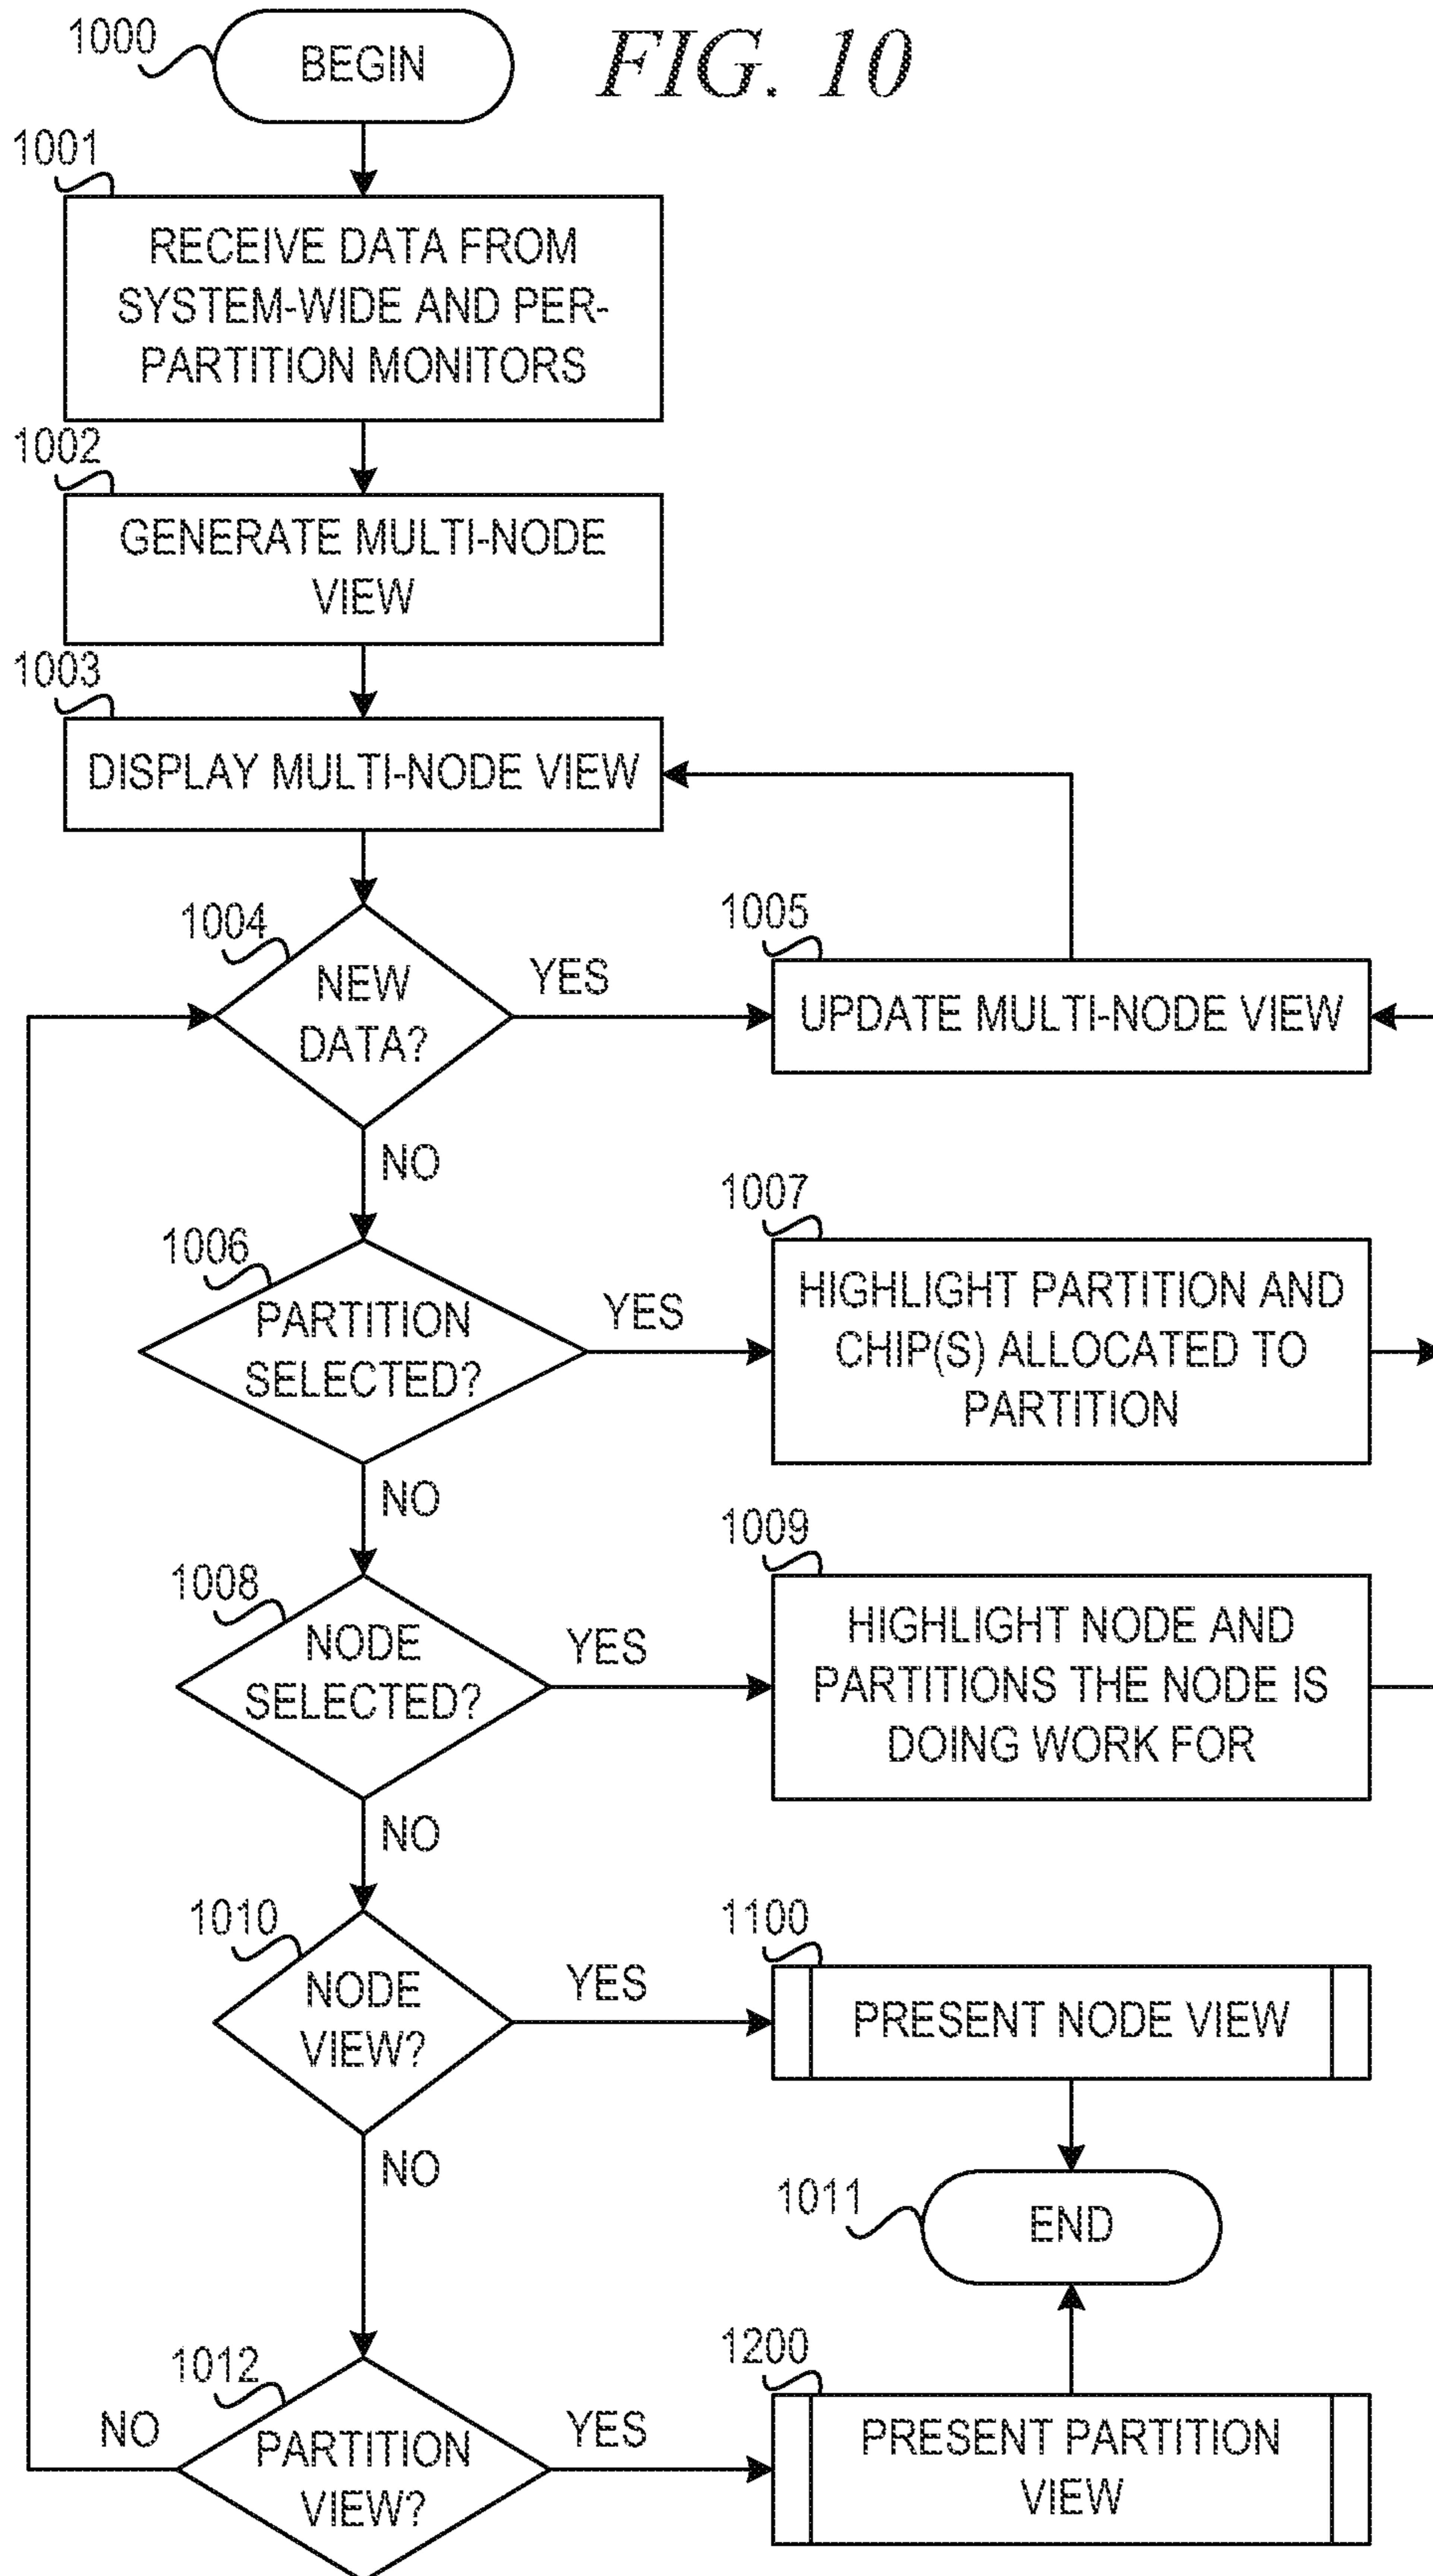 FIG. 10
1000
BEGIN
1001
RECEIVE DATA FROM
SYSTEM-WIDE AND PER-
PARTITION MONITORS
1002
GENERATE MULTI-NODE
VIEW
1003
DISPLAY MULTI-NODE VIEW
1004
NEW
DATA?
YES
1005
UPDATE MULTI-NODE VIEW
NO
1006
PARTITION
SELECTED?
YES
1007
HIGHLIGHT PARTITION AND
CHIP(S) ALLOCATED TO
PARTITION
NO
1008
NODE
SELECTED?
YES
1009
HIGHLIGHT NODE AND
PARTITIONS THE NODE IS
DOING WORK FOR
NO
1010
NODE
VIEW?
YES
1100
PRESENT NODE VIEW
NO
1011
END
1012
PARTITION
VIEW?
NO
YES
1200
PRESENT PARTITION
VIEW